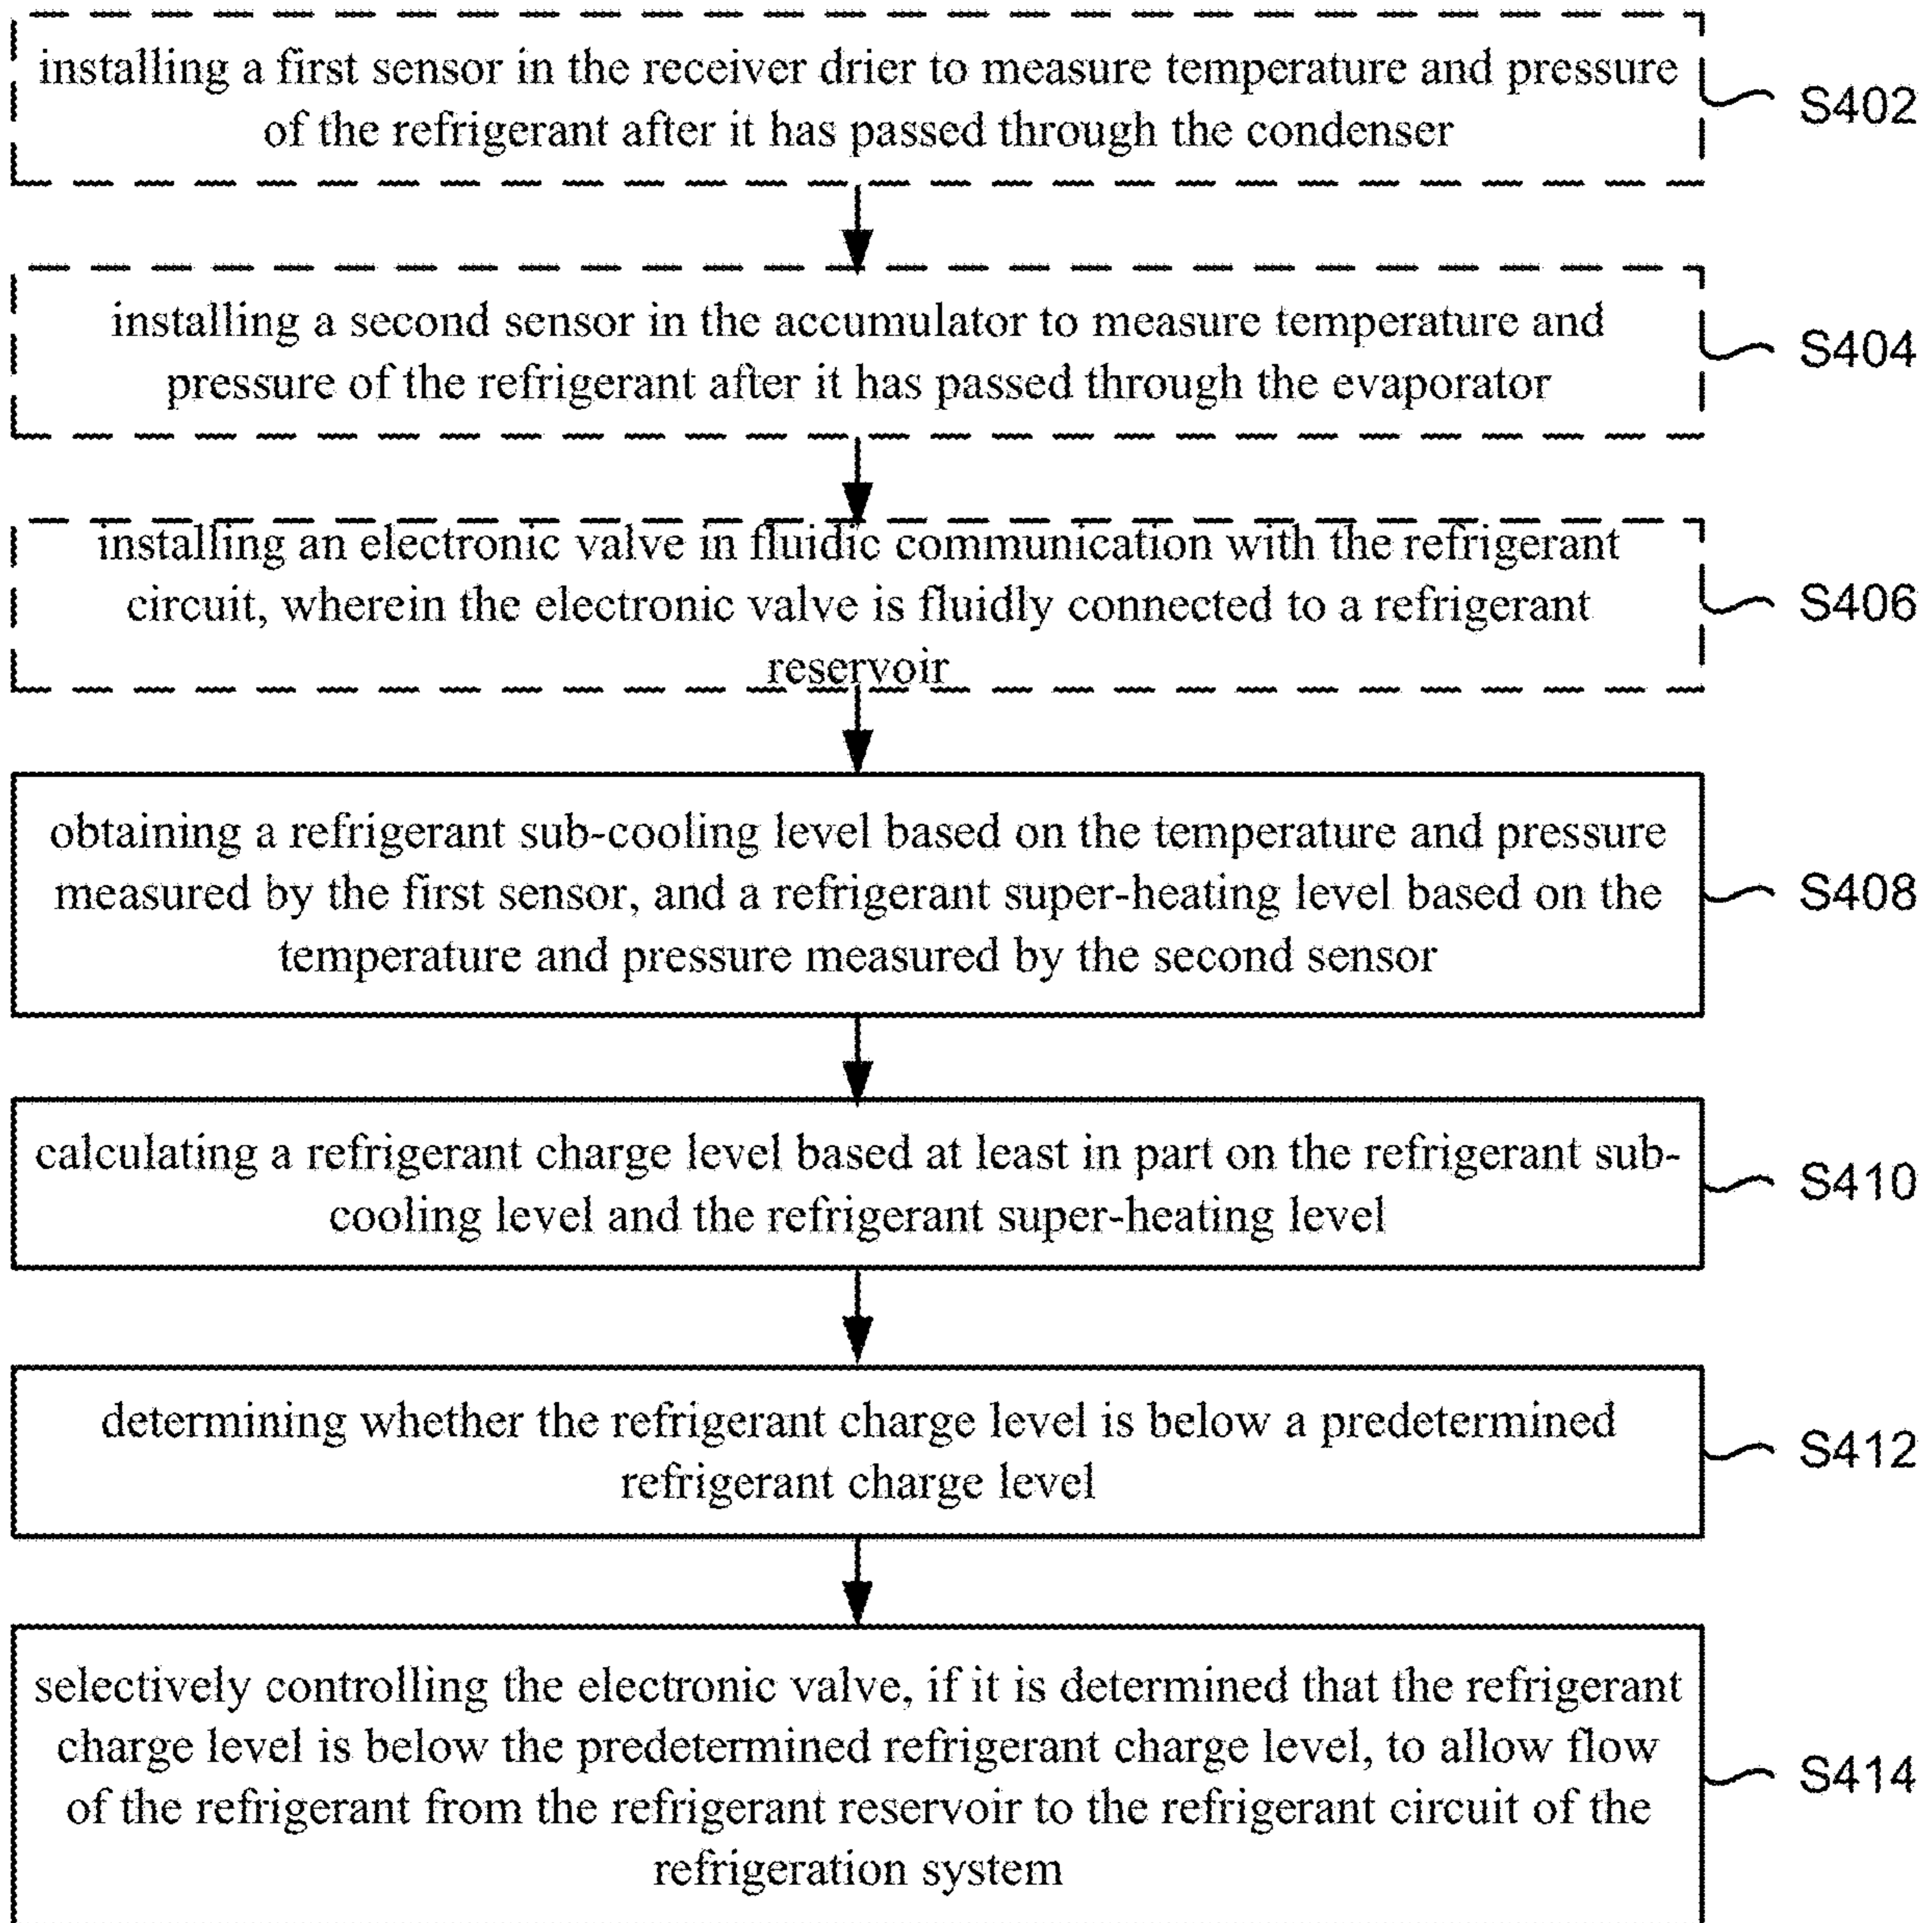 installing a first sensor in the receiver drier to measure temperature and pressure
of the refrigerant after it has passed through the condenser
S402
installing a second sensor in the accumulator to measure temperature and
pressure of the refrigerant after it has passed through the evaporator
S404
installing an electronic valve in fluidic communication with the refrigerant
circuit, wherein the electronic valve is fluidly connected to a refrigerant
reservoir
S406
obtaining a refrigerant sub-cooling level based on the temperature and pressure
measured by the first sensor, and a refrigerant super-heating level based on the
temperature and pressure measured by the second sensor
S408
calculating a refrigerant charge level based at least in part on the refrigerant sub-
cooling level and the refrigerant super-heating level
S410
determining whether the refrigerant charge level is below a predetermined
refrigerant charge level
S412
selectively controlling the electronic valve, if it is determined that the refrigerant
charge level is below the predetermined refrigerant charge level, to allow flow
of the refrigerant from the refrigerant reservoir to the refrigerant circuit of the
refrigeration system
S414